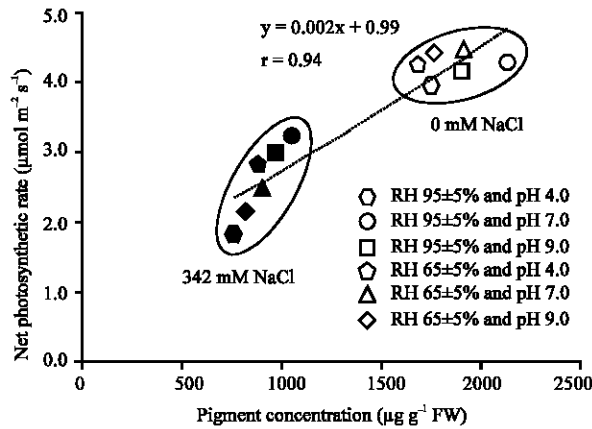 y = 0.002x + 0.99
r = 0.94
Net photosynthetic rate (µmol m⁻² s⁻¹)
5.0
4.0
3.0
2.0
1.0
0.0
0 mM NaCl
342 mM NaCl
RH 95±5% and pH 4.0
RH 95±5% and pH 7.0
RH 95±5% and pH 9.0
RH 65±5% and pH 4.0
RH 65±5% and pH 7.0
RH 65±5% and pH 9.0
0 500 1000 1500 2000 2500
Pigment concentration (µg g⁻¹ FW)